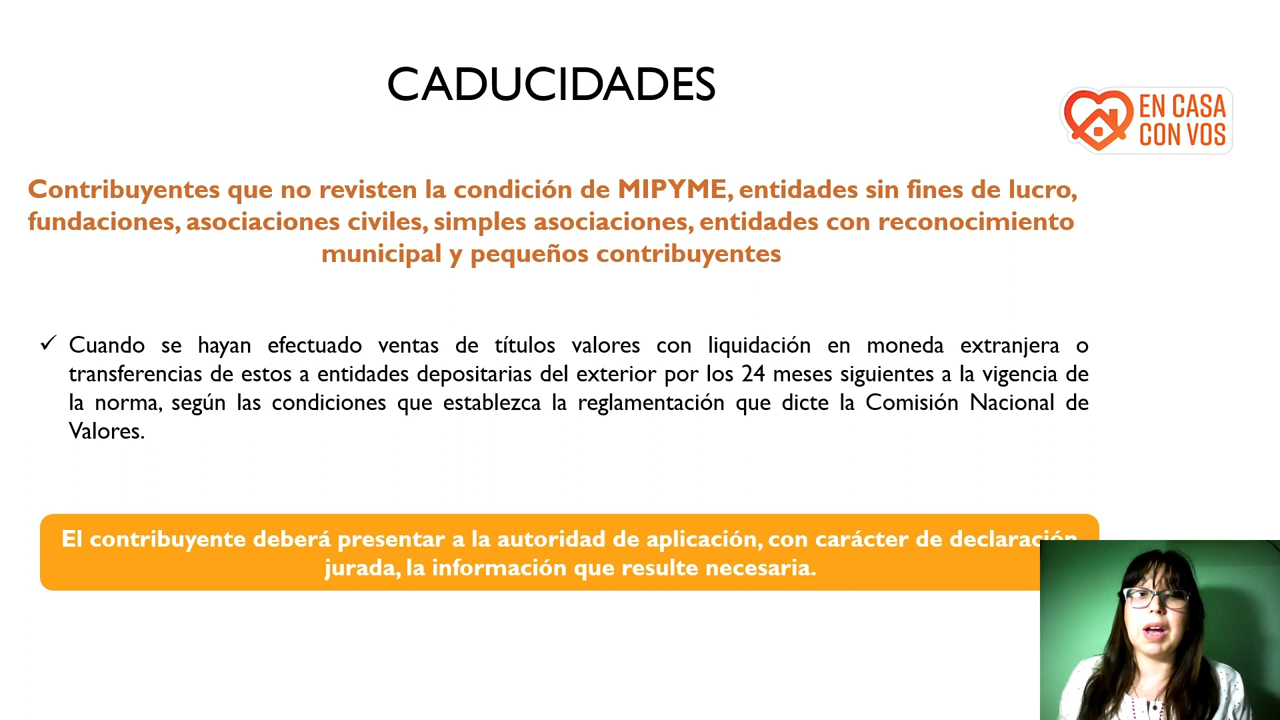 CADUCIDADES
EN CASA
CON VOS
Contribuyentes que no revisten la condición de MIPYME, entidades sin fines de lucro,
fundaciones, asociaciones civiles, simples asociaciones, entidades con reconocimiento
municipal y pequeños contribuyentes
✓ Cuando se hayan efectuado ventas de títulos valores con liquidación en moneda extranjera o
transferencias de estos a entidades depositarias del exterior por los 24 meses siguientes a la vigencia de
la norma, según las condiciones que establezca la reglamentación que dicte la Comisión Nacional de
Valores.
El contribuyente deberá presentar a la autoridad de aplicación, con carácter de declaración
jurada, la información que resulte necesaria.